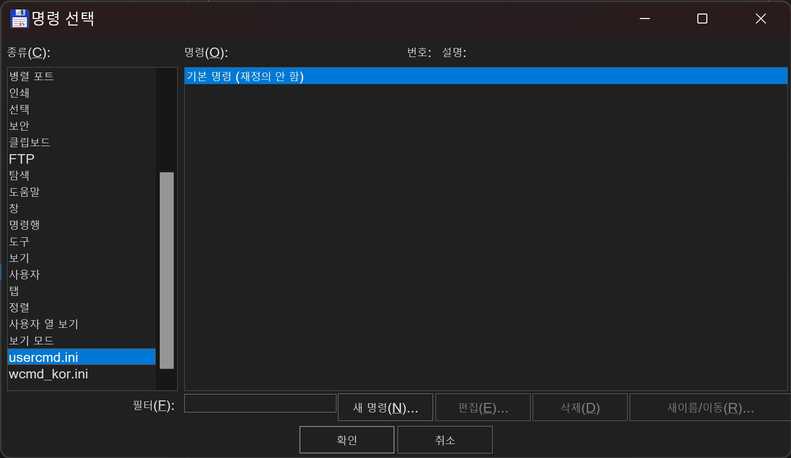 명령 선택
종류(C): 명령(O): 번호: 설명:
병렬 포트
인쇄
선택
보안
클립보드
FTP
탐색
도움말
창
명령행
도구
보기
사용자
탭
정렬
사용자 열 보기
보기 모드
usercmd.ini
wcmd_kor.ini
기본 명령 (재정의 안 함)
필터(F): 새 명령(N)... 편집(E)... 삭제(D) 새이름/이동(R)...
확인 취소